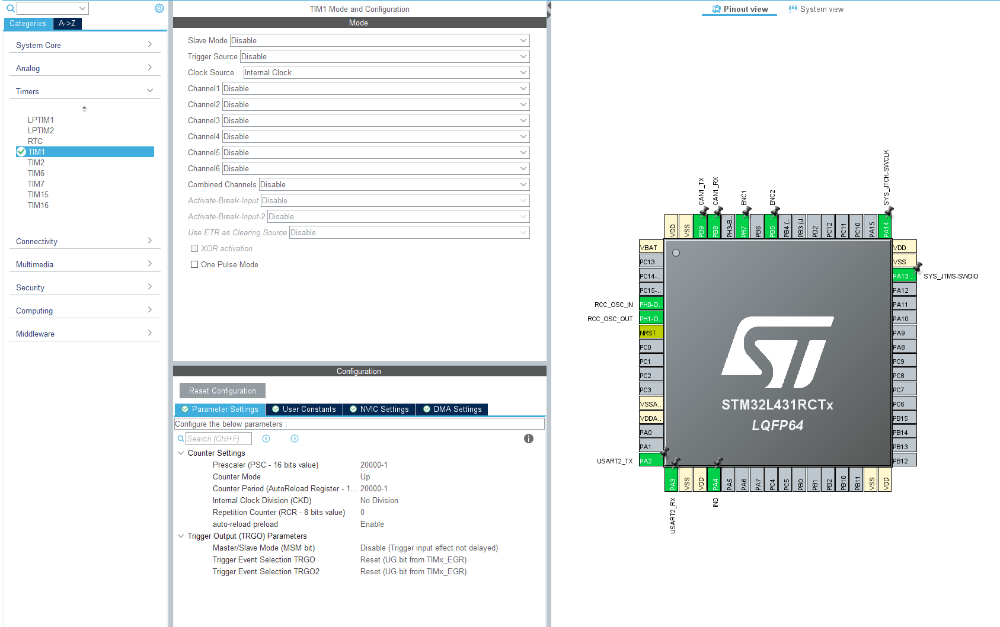 Categories
A->Z
System Core
Analog
Timers
LPTIM1
LPTIM2
RTC
TIM1
TIM2
TIM6
TIM7
TIM15
TIM16
Connectivity
Multimedia
Security
Computing
Middleware
TIM1 Mode and Configuration
Mode
Slave Mode Disable
Trigger Source Disable
Clock Source Internal Clock
Channel1 Disable
Channel2 Disable
Channel3 Disable
Channel4 Disable
Channel5 Disable
Channel6 Disable
Combined Channels Disable
Activate-Break-Input Disable
Activate-Break-Input-2 Disable
Use ETR as Clearing Source Disable
XOR activation
One Pulse Mode
Configuration
Reset Configuration
Parameter Settings
User Constants
NVIC Settings
DMA Settings
Configure the below parameters :
Search (Ctrl+F)
Counter Settings
Prescaler (PSC - 16 bits value) 20000-1
Counter Mode Up
Counter Period (AutoReload Register - 1... 20000-1
Internal Clock Division (CKD) No Division
Repetition Counter (RCR - 8 bits value) 0
auto-reload preload Enable
Trigger Output (TRGO) Parameters
Master/Slave Mode (MSM bit) Disable (Trigger input effect not delayed)
Trigger Event Selection TRGO Reset (UG bit from TIMx_EGR)
Trigger Event Selection TRGO2 Reset (UG bit from TIMx_EGR)
Pinout view
System view
CAN1_TX
CAN1_RX
ENC1
ENC2
SYS_JTCK-SWCLK
VDD
VSS
PB9
PB8
PH3-B..
PB7
PB6
PB5
PB4 (..
PB3 (J..
PD2
PC12
PC11
PC10
PA15 ..
PA14 ..
VBAT
PC13
PC14-..
PC15-..
RCC_OSC_IN PH0-O..
RCC_OSC_OUT PH1-O..
NRST
PC0
PC1
PC2
PC3
VSSA..
VDDA..
PA0
PA1
USART2_TX PA2
STM32L431RCTx
LQFP64
VDD
VSS
PA13 .. SYS_JTMS-SWDIO
PA12
PA11
PA10
PA9
PA8
PC9
PC8
PC7
PC6
PB15
PB14
PB13
PB12
PA3
VSS
VDD
PA4
PA5
PA6
PA7
PC4
PC5
PB0
PB1
PB2
PB10
PB11
VSS
VDD
USART2_RX
IND